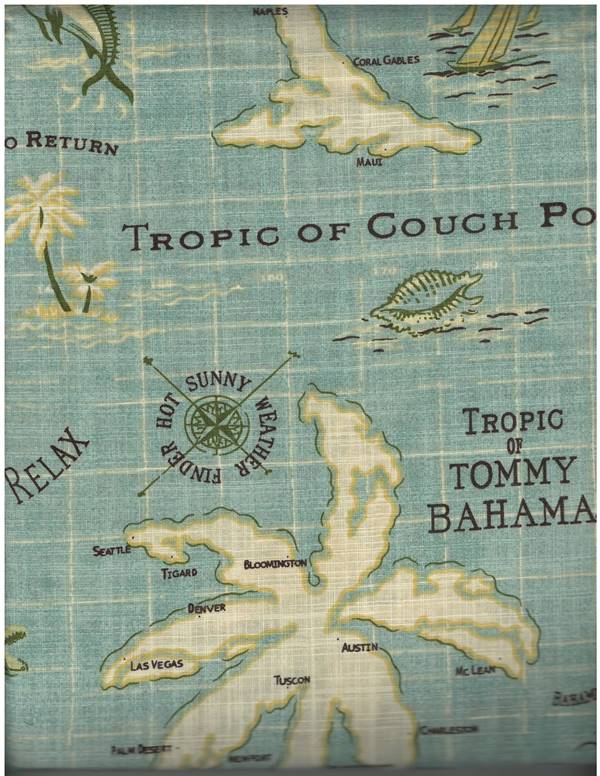 NAPLES
CORAL GABLES
O RETURN
MAUI
TROPIC OF COUCH PO
160
170
180
HOT SUNNY WEATHER FINDER
RELAX
TROPIC
OF
TOMMY
BAHAMA
SEATTLE
TIGARD
BLOOMINGTON
DENVER
AUSTIN
LAS VEGAS
MCLEAN
TUSCON
BAHAM
CHARLESTON
PALM DESERT
NEWPORT